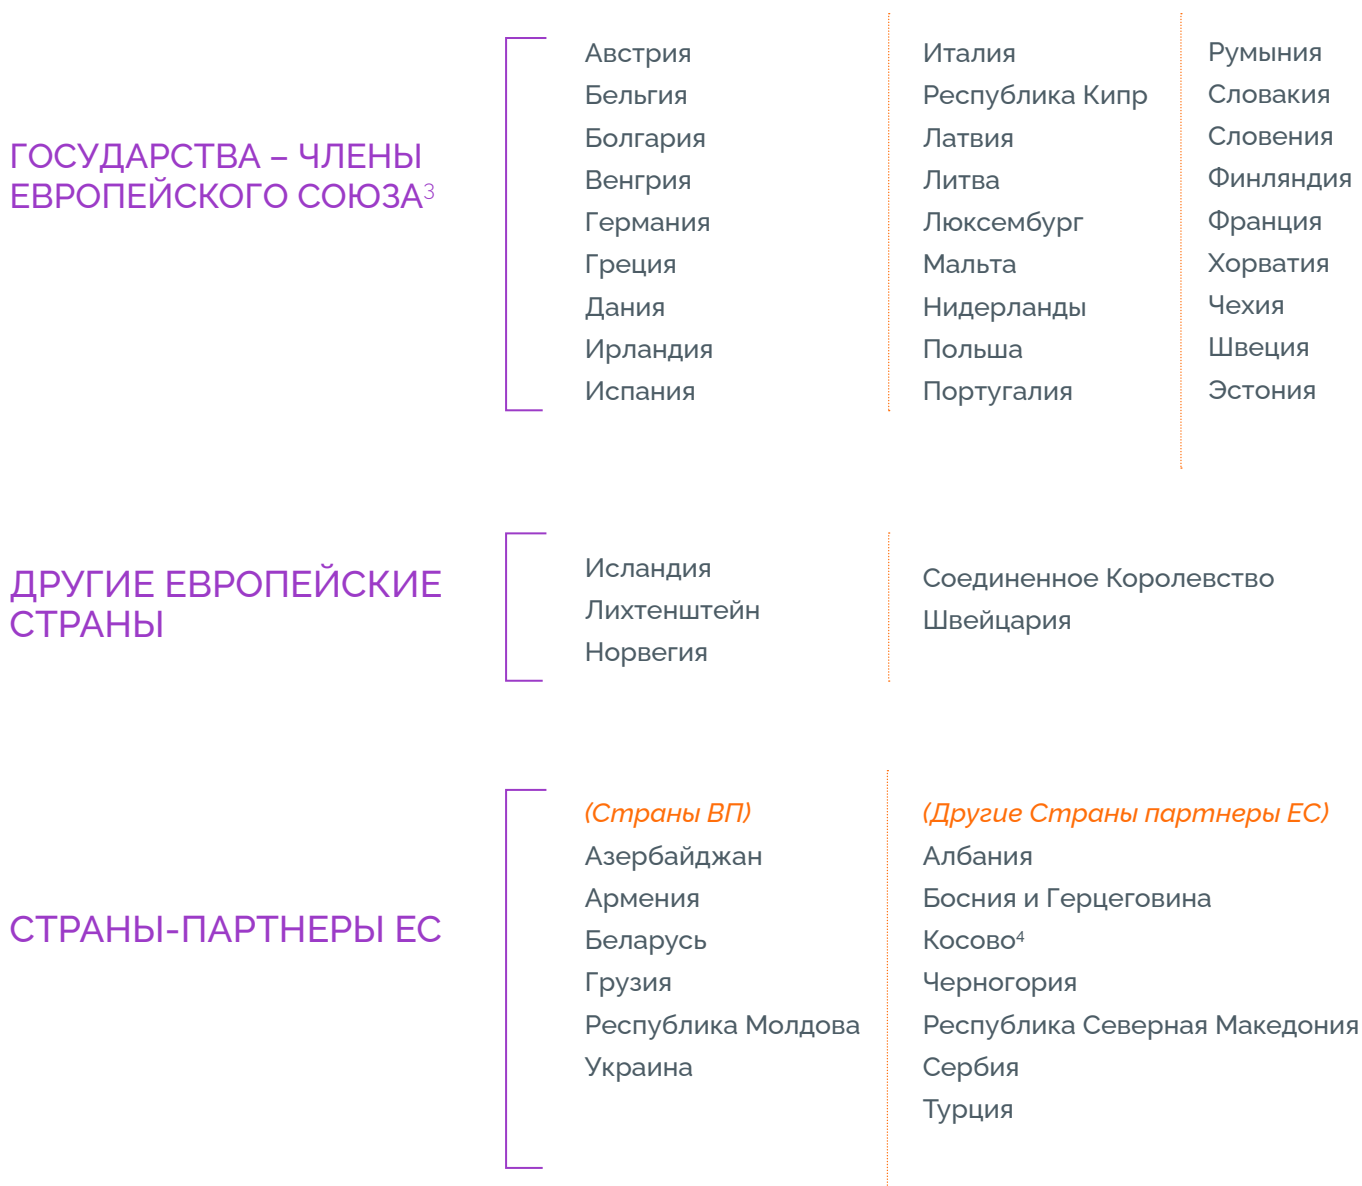 ГОСУДАРСТВА – ЧЛЕНЫ
ЕВРОПЕЙСКОГО СОЮЗА³
Австрия
Бельгия
Болгария
Венгрия
Германия
Греция
Дания
Ирландия
Испания
Италия
Республика Кипр
Латвия
Литва
Люксембург
Мальта
Нидерланды
Польша
Португалия
Румыния
Словакия
Словения
Финляндия
Франция
Хорватия
Чехия
Швеция
Эстония
ДРУГИЕ ЕВРОПЕЙСКИЕ
СТРАНЫ
Исландия
Лихтенштейн
Норвегия
Соединенное Королевство
Швейцария
СТРАНЫ-ПАРТНЕРЫ ЕС
(Страны ВП)
Азербайджан
Армения
Беларусь
Грузия
Республика Молдова
Украина
(Другие Страны партнеры ЕС)
Албания
Босния и Герцеговина
Косово⁴
Черногория
Республика Северная Македония
Сербия
Турция